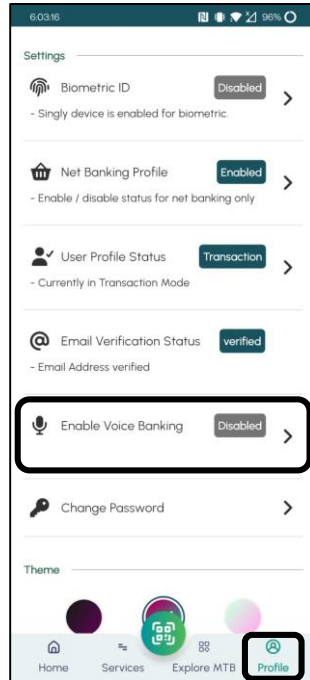 6:03:16 96%
Settings
Biometric ID Disabled
- Singly device is enabled for biometric.
Net Banking Profile Enabled
- Enable / disable status for net banking only
User Profile Status Transaction
- Currently in Transaction Mode
Email Verification Status verified
- Email Address verified
Enable Voice Banking Disabled
Change Password
Theme
Home Services Explore MTB Profile